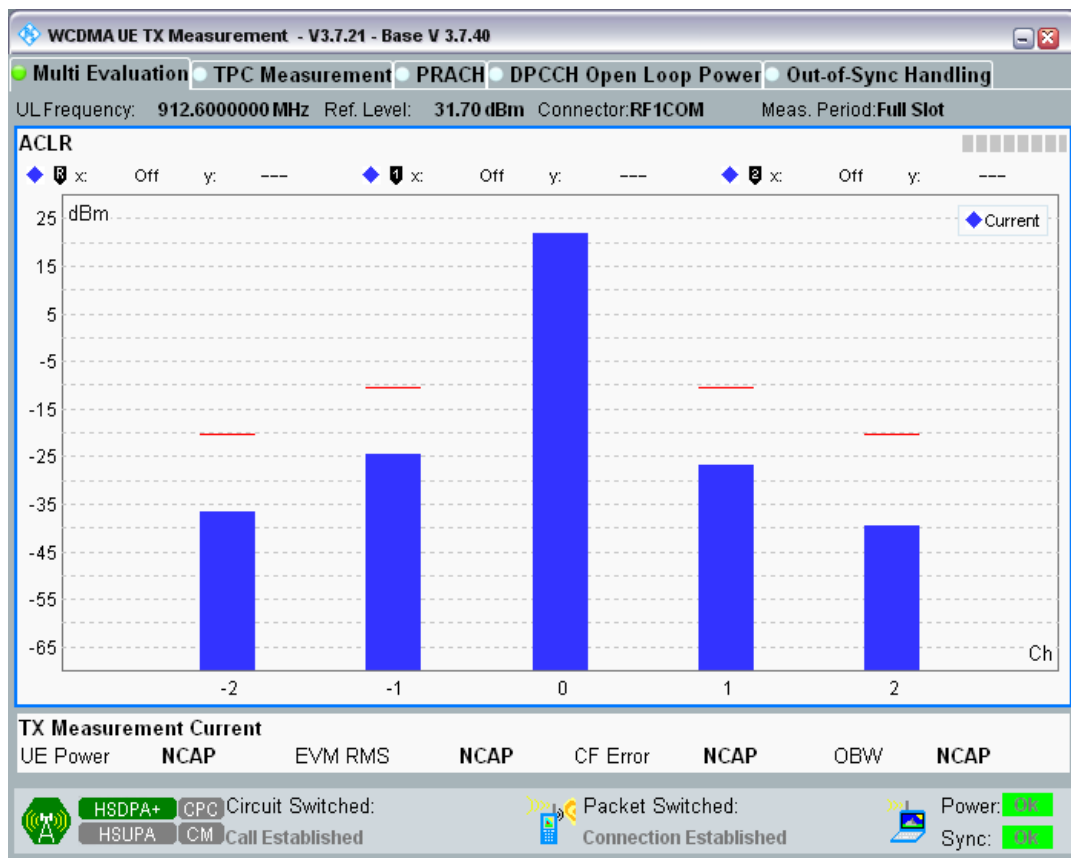 WCDMA UE TX Measurement - V3.7.21 - Base V 3.7.40
Multi Evaluation TPC Measurement PRACH DPCCH Open Loop Power Out-of-Sync Handling
UL Frequency: 912.6000000 MHz Ref. Level: 31.70 dBm Connector:RF1COM Meas. Period:Full Slot
ACLR
R x: Off y: --- 1 x: Off y: --- 2 x: Off y: ---
dBm
Current
25
15
5
-5
-15
-25
-35
-45
-55
-65
Ch
-2 -1 0 1 2
TX Measurement Current
UE Power NCAP EVM RMS NCAP CF Error NCAP OBW NCAP
HSDPA+ CPC Circuit Switched: Packet Switched: Power: Ok
HSUPA CM Call Established Connection Established Sync: Ok